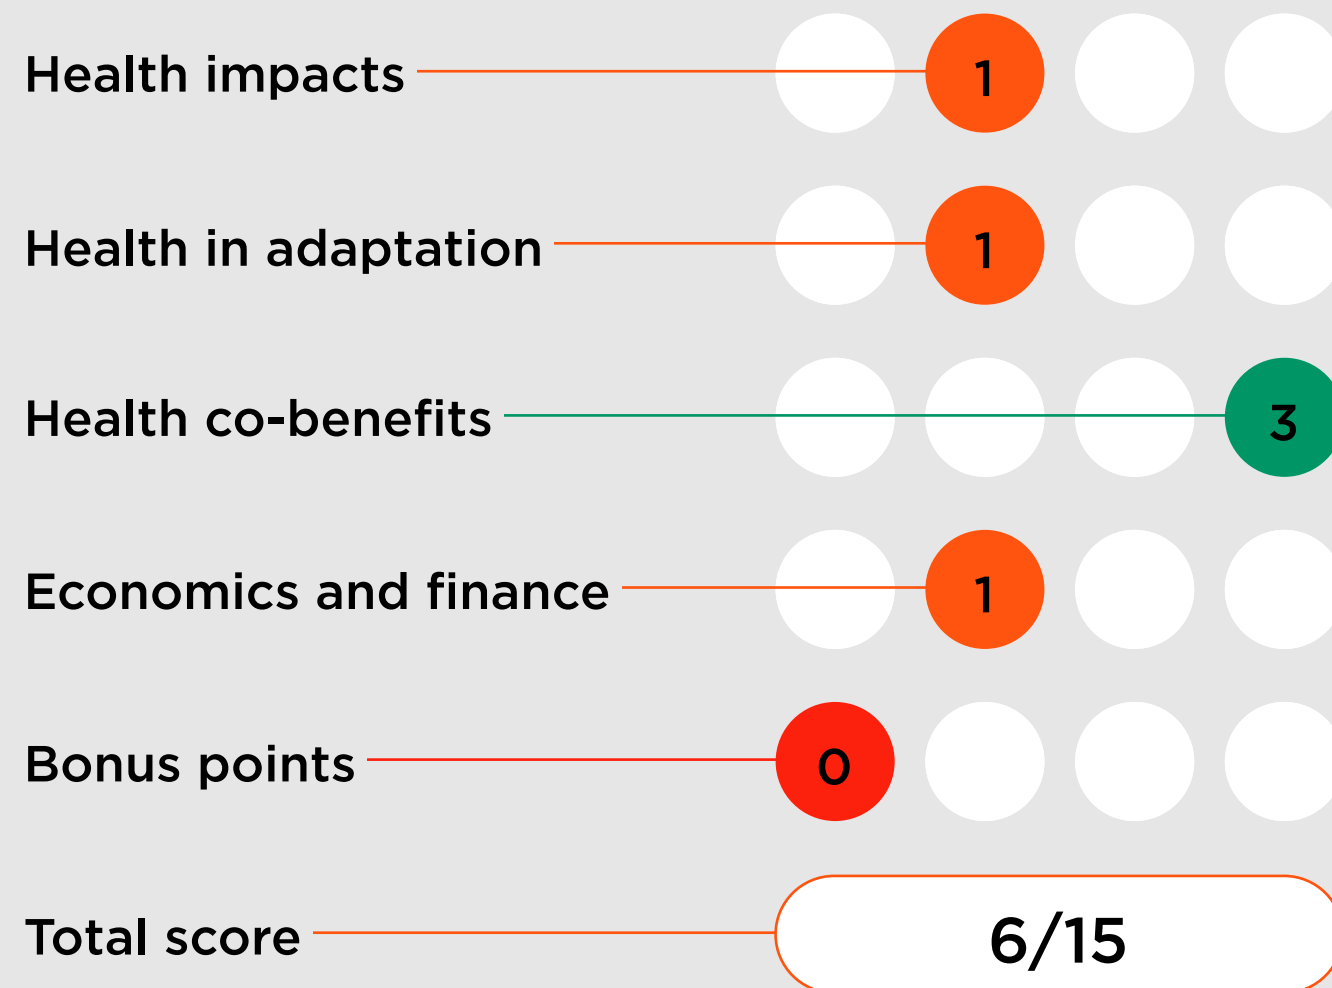 Health impacts 1
Health in adaptation 1
Health co-benefits 3
Economics and finance 1
Bonus points 0
Total score 6/15